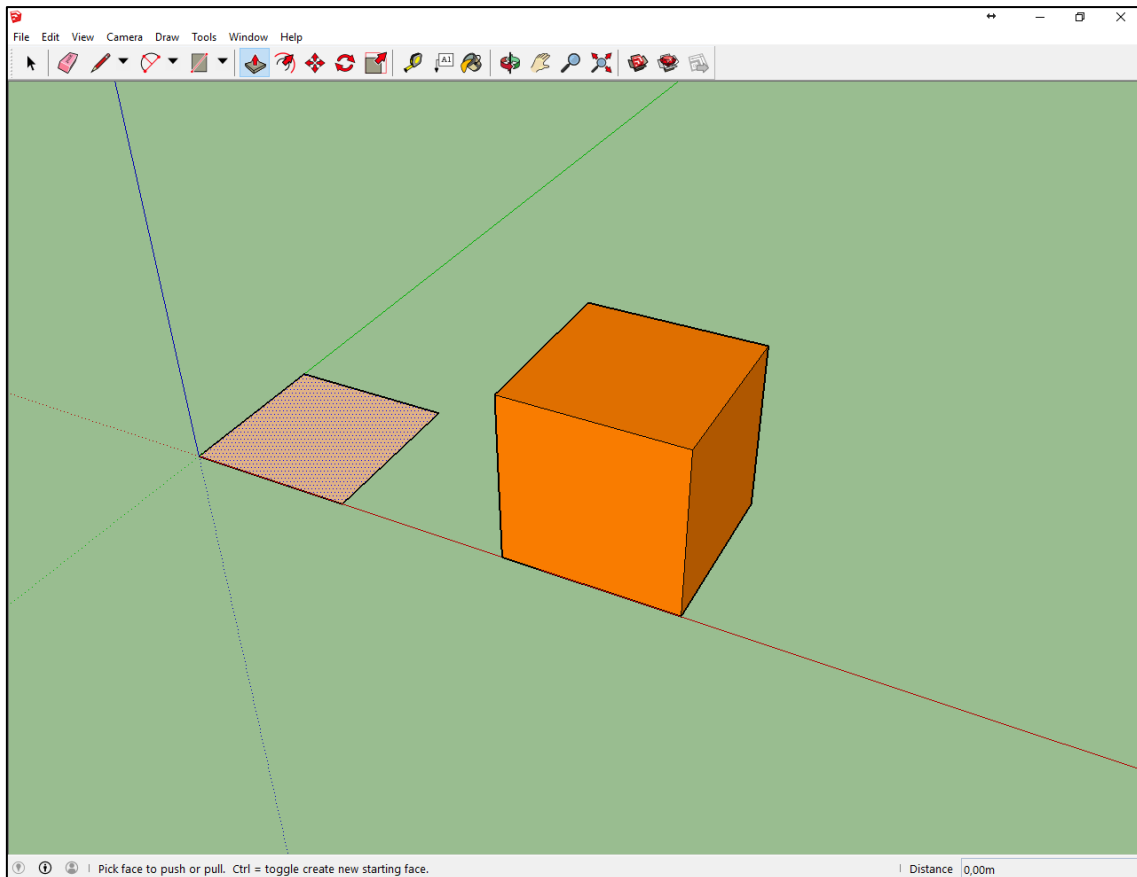 File Edit View Camera Draw Tools Window Help
A1
Pick face to push or pull. Ctrl = toggle create new starting face. Distance 0,00m